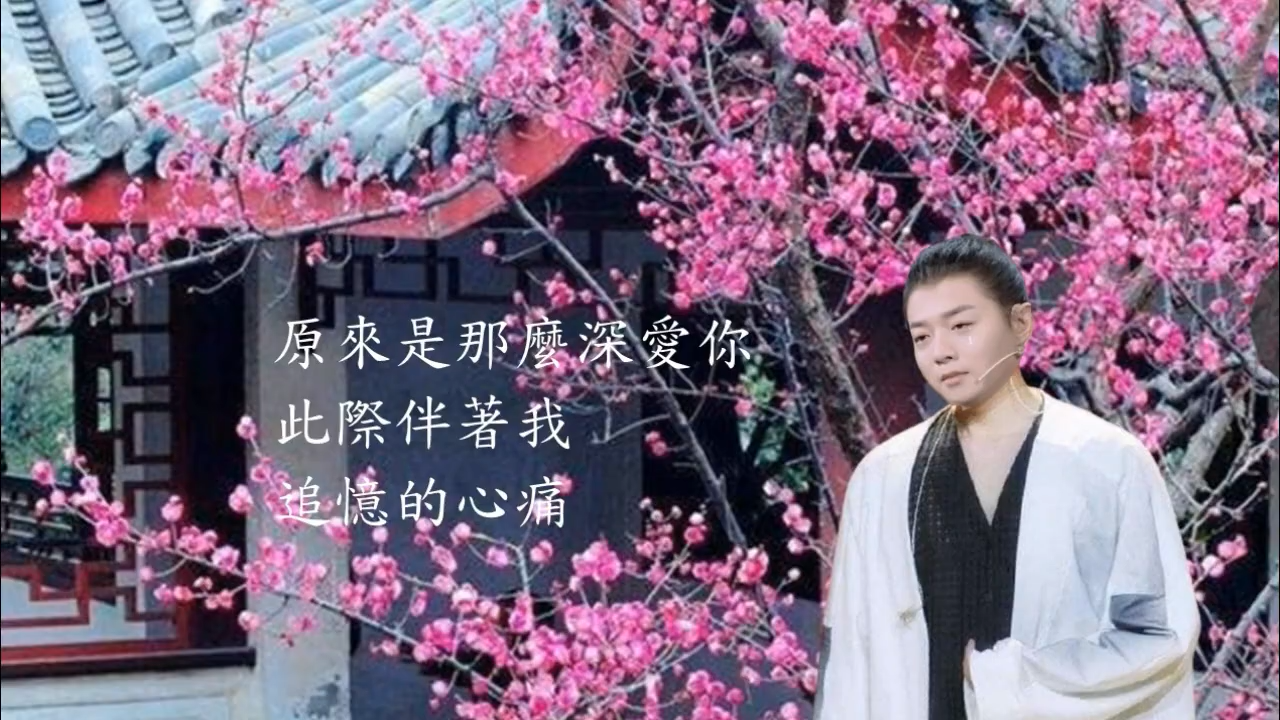 原來是那麼深愛你
此際伴著我
追憶的心痛